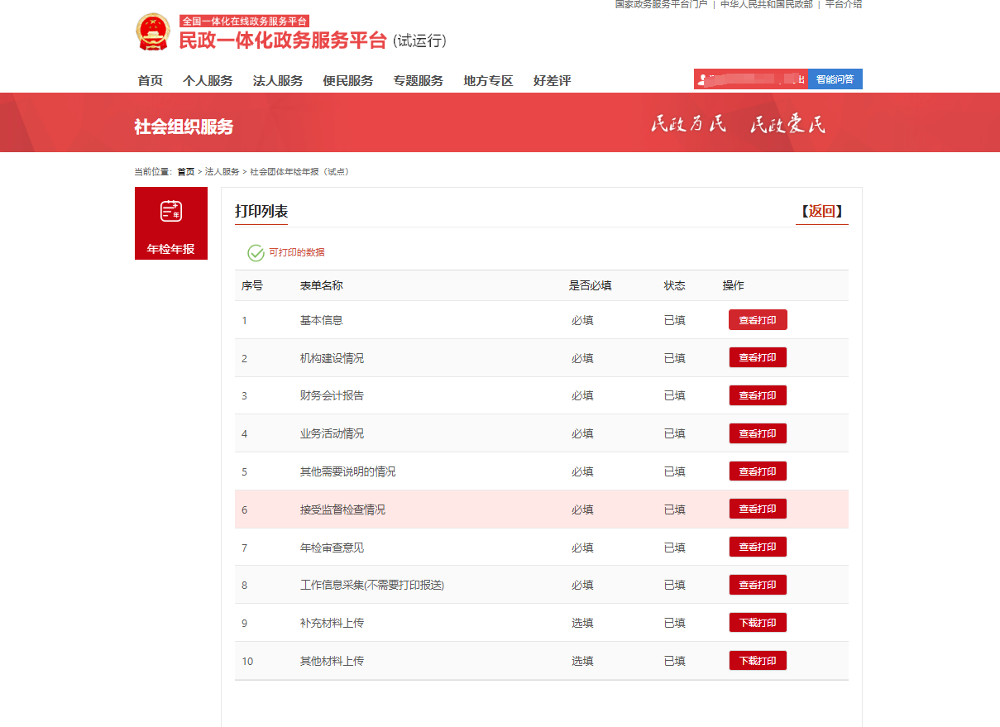 国家政务服务平台门户 | 中华人民共和国民政部 | 平台介绍
全国一体化在线政务服务平台
民政一体化政务服务平台 (试运行)
首页 个人服务 法人服务 便民服务 专题服务 地方专区 好差评
智能问答
社会组织服务
民政为民 民政爱民
当前位置: 首页 > 法人服务 > 社会团体年检年报（试点）
年
年检年报
打印列表 【返回】
可打印的数据
序号 表单名称 是否必填 状态 操作
1 基本信息 必填 已填 查看打印
2 机构建设情况 必填 已填 查看打印
3 财务会计报告 必填 已填 查看打印
4 业务活动情况 必填 已填 查看打印
5 其他需要说明的情况 必填 已填 查看打印
6 接受监督检查情况 必填 已填 查看打印
7 年检审查意见 必填 已填 查看打印
8 工作信息采集(不需要打印报送) 必填 已填 查看打印
9 补充材料上传 选填 已填 下载打印
10 其他材料上传 选填 已填 下载打印